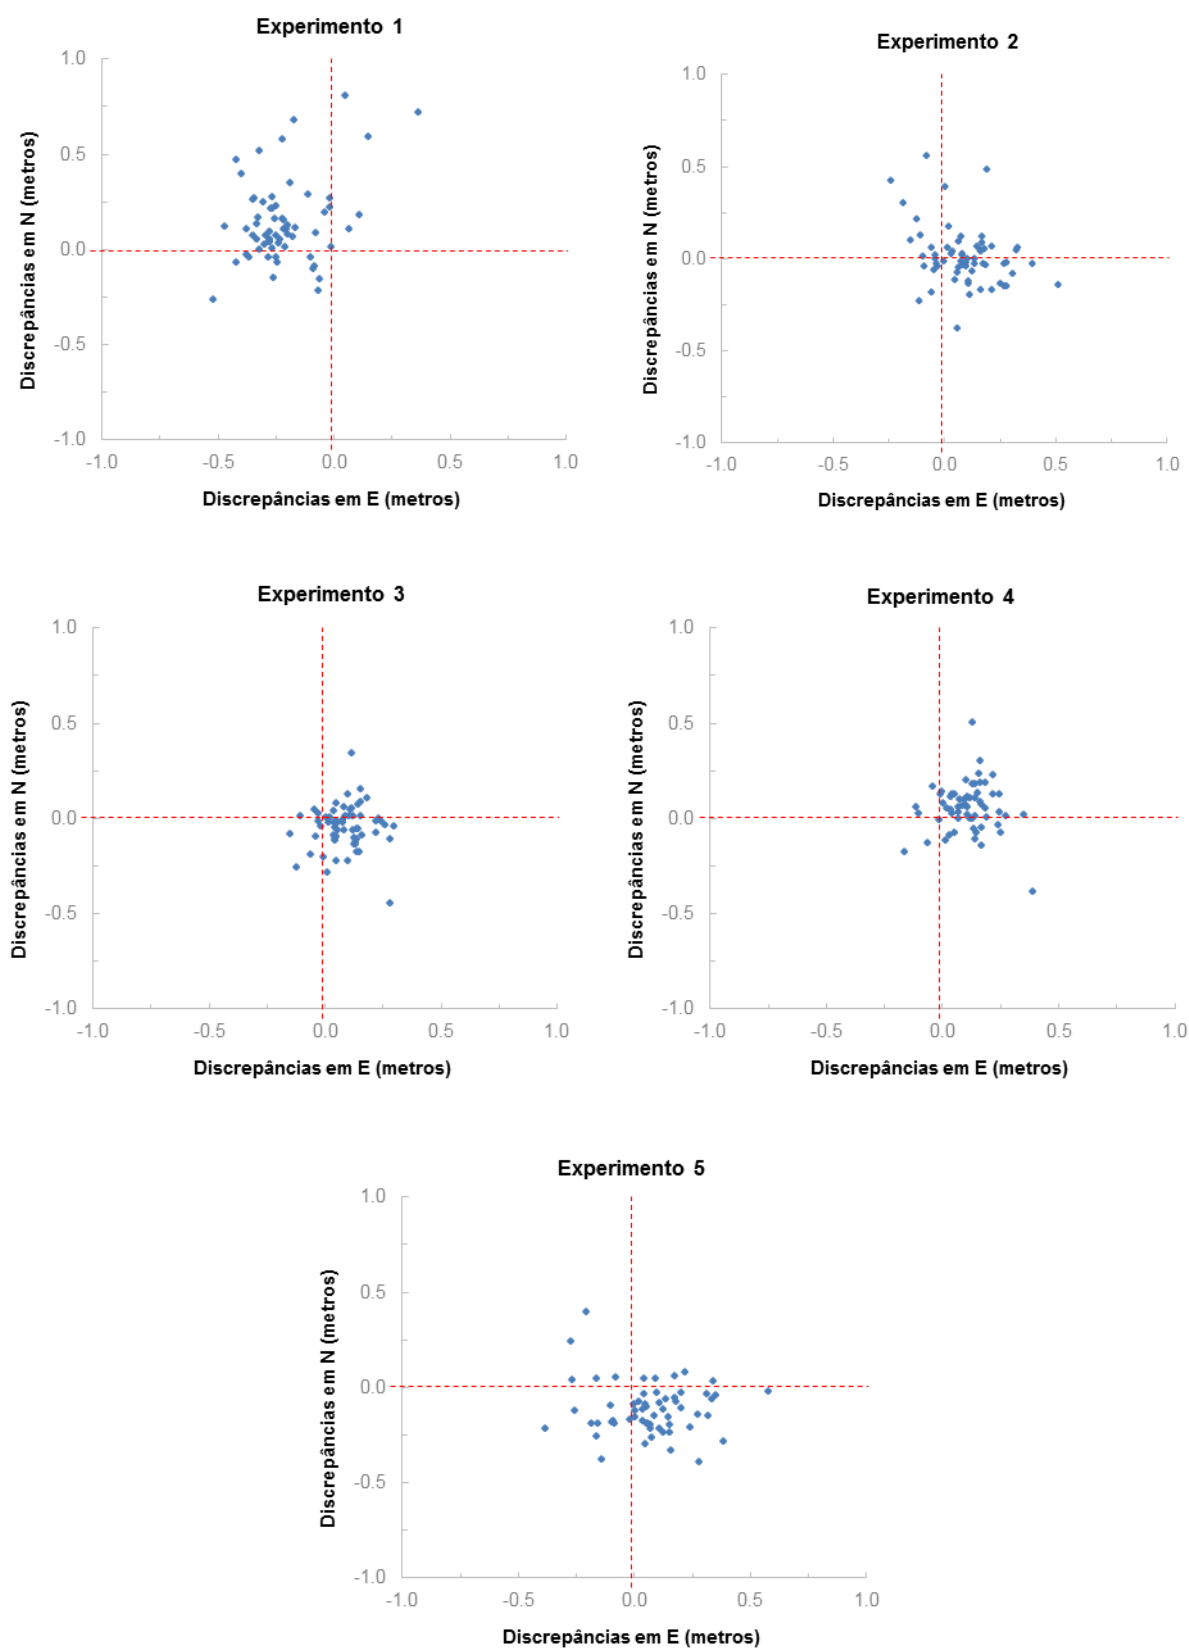 Experimento 1
1.0
0.5
0.0
-0.5
-1.0
-1.0 -0.5 0.0 0.5 1.0
Discrepâncias em N (metros)
Discrepâncias em E (metros)
Experimento 2
1.0
0.5
0.0
-0.5
-1.0
-1.0 -0.5 0.0 0.5 1.0
Discrepâncias em N (metros)
Discrepâncias em E (metros)
Experimento 3
1.0
0.5
0.0
-0.5
-1.0
-1.0 -0.5 0.0 0.5 1.0
Discrepâncias em N (metros)
Discrepâncias em E (metros)
Experimento 4
1.0
0.5
0.0
-0.5
-1.0
-1.0 -0.5 0.0 0.5 1.0
Discrepâncias em N (metros)
Discrepâncias em E (metros)
Experimento 5
1.0
0.5
0.0
-0.5
-1.0
-1.0 -0.5 0.0 0.5 1.0
Discrepâncias em N (metros)
Discrepâncias em E (metros)